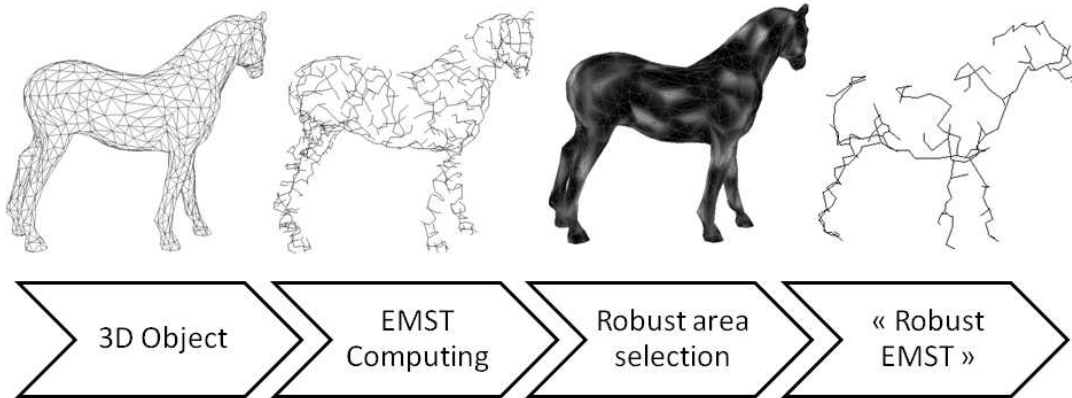 3D Object
EMST
Computing
Robust area
selection
« Robust
EMST »